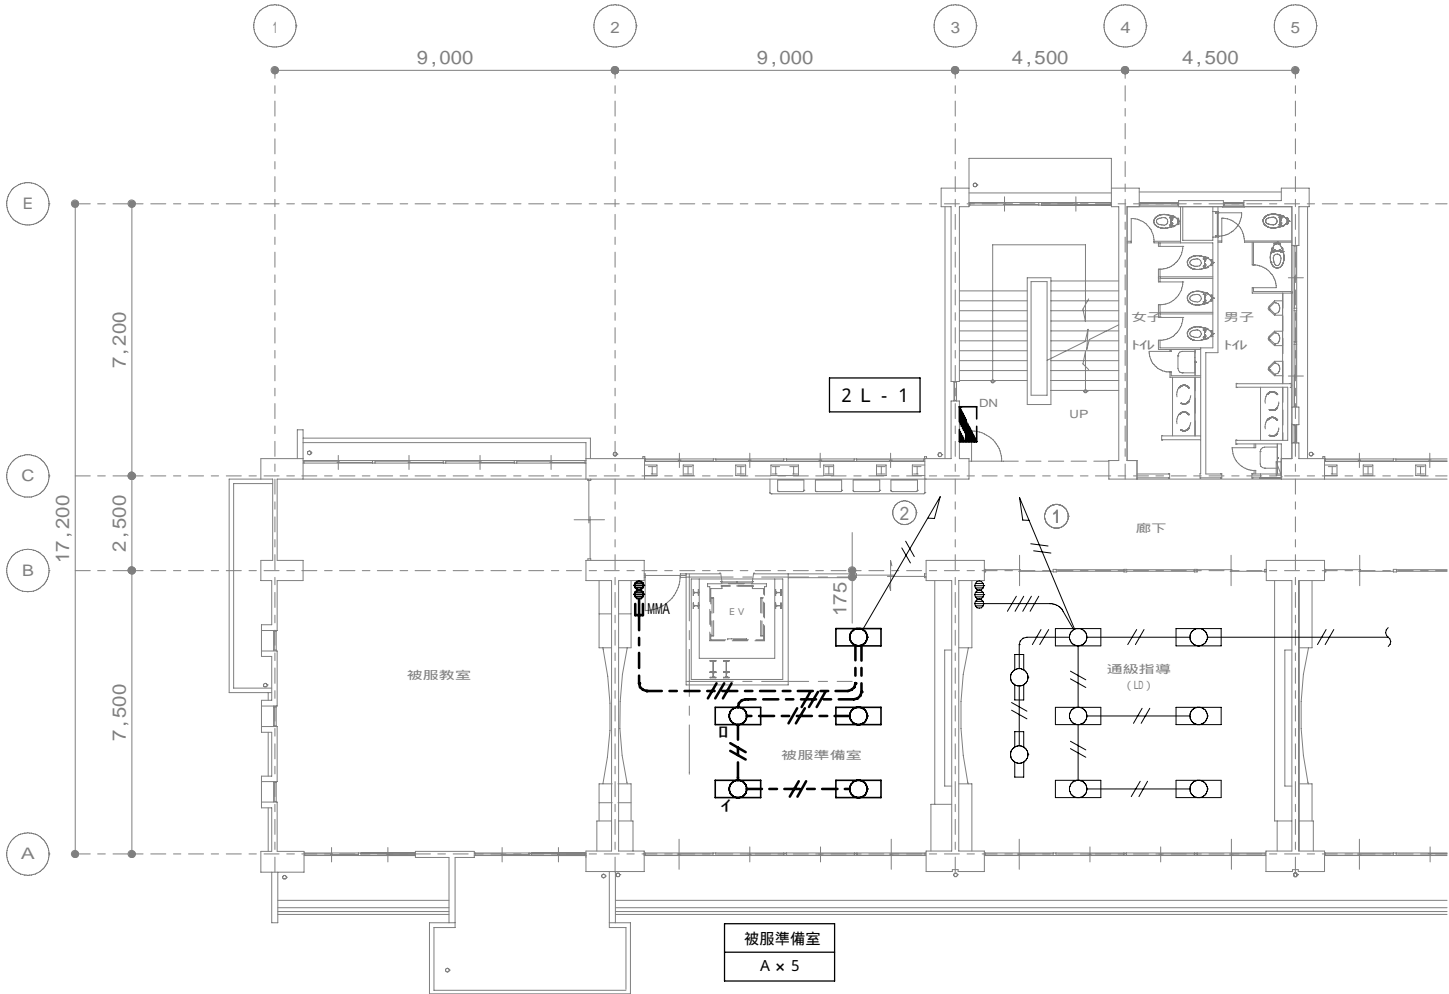 1
2
3
4
5
9,000
9,000
4,500
4,500
E
7,200
女子
トイレ
男子
トイレ
2 L - 1
DN
UP
C
2
1
廊下
17,200
2,500
B
175
MMA
EV
被服教室
通級指導
(LD)
7,500
ロ
被服準備室
イ
A
被服準備室
A×5